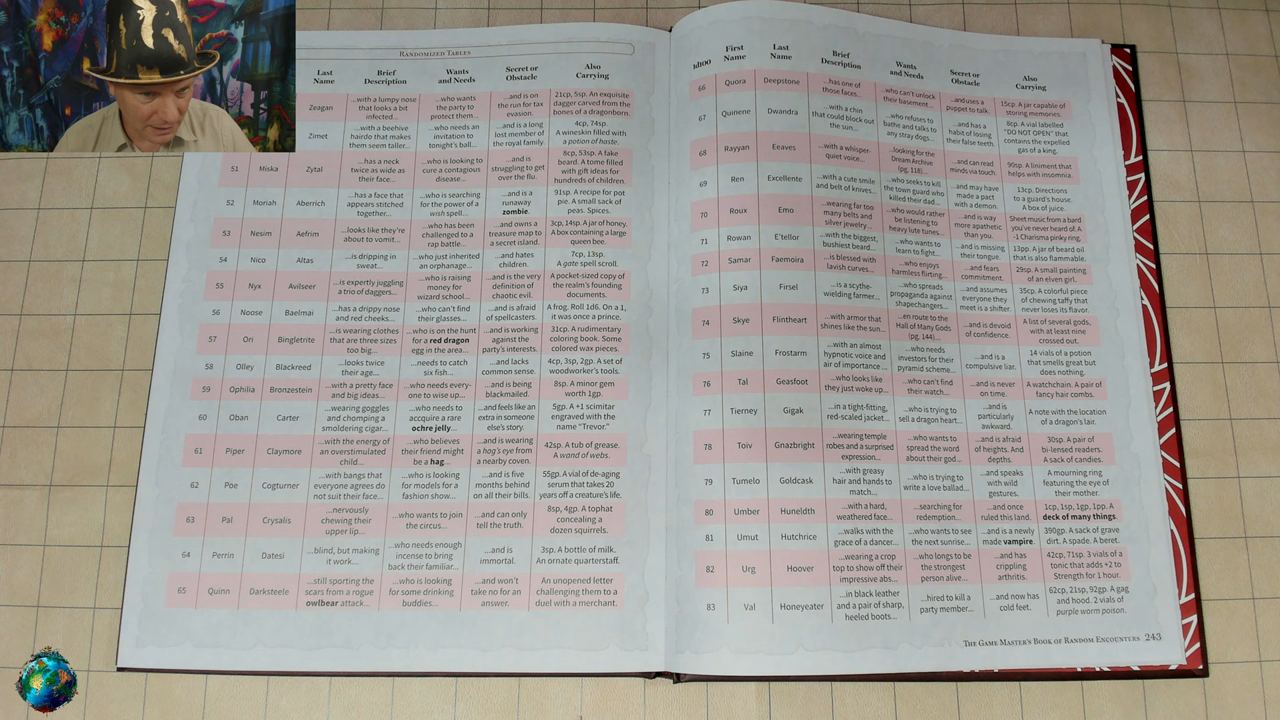 RANDOMIZED TABLES
Last Name Brief Description Wants and Needs Secret or Obstacle Also Carrying
Zeagan ...with a lumpy nose that looks a bit infected... ...who wants the party to protect them... ...and is on the run for tax evasion. 21cp, 5sp. An exquisite dagger carved from the bones of a dragonborn.
Zimet ...with a beehive hairdo that makes them seem taller... ...who needs an invitation to tonight's ball... ...and is a long lost member of the royal family. 4cp, 74sp. A wineskin filled with a potion of haste.
51 Miska Zytal ...has a neck twice as wide as their face... ...who is looking to cure a contagious disease... ...and is struggling to get over the flu. 8cp, 53sp. A fake beard. A tome filled with gift ideas for hundreds of children.
52 Moriah Aberrich ...has a face that appears stitched together... ...who is searching for the power of a wish spell... ...and is a runaway zombie. 91sp. A recipe for pot pie. A small sack of peas. Spices.
53 Nesim Aefrim ...looks like they're about to vomit... ...who has been challenged to a rap battle... ...and owns a treasure map to a secret island. 3cp, 14sp. A jar of honey. A box containing a large queen bee.
54 Nico Altas ...is dripping in sweat... ...who just inherited an orphanage... ...and hates children. 7cp, 13sp. A gate spell scroll.
55 Nyx Avilseer ...is expertly juggling a trio of daggers... ...who is raising money for wizard school... ...and is the very definition of chaotic evil. A pocket-sized copy of the realm's founding documents.
56 Noose Baelmai ...has a drippy nose and red cheeks... ...who can't find their glasses... ...and is afraid of spellcasters. A frog. Roll 1d6. On a 1, it was once a prince.
57 Ori Bingletrite ...is wearing clothes that are three sizes too big... ...who is on the hunt for a red dragon egg in the area... ...and is working against the party's interests. 31cp. A rudimentary coloring book. Some colored wax pieces.
58 Olley Blackreed ...looks twice their age... ...needs to catch six fish... ...and lacks common sense. 4cp, 3sp, 2gp. A set of woodworker's tools.
59 Ophilia Bronzestein ...with a pretty face and big ideas... ...who needs every-one to wise up... ...and is being blackmailed. 8sp. A minor gem worth 1gp.
60 Oban Carter ...wearing goggles and chomping a smoldering cigar... ...who needs to accquire a rare ochre jelly... ...and feels like an extra in someone else's story. 5gp. A +1 scimitar engraved with the name "Trevor."
61 Piper Claymore ...with the energy of an overstimulated child... ...who believes their friend might be a hag... ...and is wearing a hag's eye from a nearby coven. 42sp. A tub of grease. A wand of webs.
62 Poe Cogturner ...with bangs that everyone agrees do not suit their face... ...who is looking for models for a fashion show... ...and is five months behind on all their bills. 55gp. A vial of de-aging serum that takes 20 years off a creature's life.
63 Pal Crysalis ...nervously chewing their upper lip... ...who wants to join the circus... ...and can only tell the truth. 8sp, 4gp. A tophat concealing a dozen squirrels.
64 Perrin Datesi ...blind, but making it work... ...who needs enough incense to bring back their familiar... ...and is immortal. 3sp. A bottle of milk. An ornate quarterstaff.
65 Quinn Darksteele ...still sporting the scars from a rogue owlbear attack... ...who is looking for some drinking buddies... ...and won't take no for an answer. An unopened letter challenging them to a duel with a merchant.
1d100 First Name Last Name Brief Description Wants and Needs Secret or Obstacle Also Carrying
66 Quora Deepstone ...has one of those faces... ...who can't unlock their basement... ...and uses a puppet to talk. 15cp. A jar capable of storing memories.
67 Quinene Dwandra ...with a chin that could block out the sun... ...who refuses to bathe and talks to any stray dogs... ...and has a habit of losing their false teeth. 8cp. A vial labelled "DO NOT OPEN" that contains the expelled gas of a king.
68 Rayyan Eeaves ...with a whisper-quiet voice... ...looking for the Dream Archive (pg. 118)... ...and can read minds via touch. 90sp. A liniment that helps with insomnia.
69 Ren Excellente ...with a cute smile and belt of knives... ...who seeks to kill the town guard who killed their dad... ...and may have made a pact with a demon. 13cp. Directions to a guard's house. A box of juice.
70 Roux Emo ...wearing far too many belts and silver jewelry... ...who would rather be listening to heavy lute tunes... ...and is way more apathetic than you. Sheet music from a bard you've never heard of. A -1 Charisma pinky ring.
71 Rowan E'tellor ...with the biggest, bushiest beard... ...who wants to learn to fight... ...and is missing their tongue. 13pp. A jar of beard oil that is also flammable.
72 Samar Faemoira ...is blessed with lavish curves... ...who enjoys harmless flirting... ...and fears commitment. 29sp. A small painting of an elven girl.
73 Siya Firsel ...is a scythe-wielding farmer... ...who spreads propaganda against shapechangers... ...and assumes everyone they meet is a shifter. 35cp. A colorful piece of chewing taffy that never loses its flavor.
74 Skye Flintheart ...with armor that shines like the sun... ...en route to the Hall of Many Gods (pg. 144)... ...and is devoid of confidence. A list of several gods, with at least nine crossed out.
75 Slaine Frostarm ...with an almost hypnotic voice and air of importance... ...who needs investors for their pyramid scheme... ...and is a compulsive liar. 14 vials of a potion that smells great but does nothing.
76 Tal Geasfoot ...who looks like they just woke up... ...who can't find their watch... ...and is never on time. A watchchain. A pair of fancy hair combs.
77 Tierney Gigak ...in a tight-fitting, red-scaled jacket... ...who is trying to sell a dragon heart... ...and is particularly awkward. A note with the location of a dragon's lair.
78 Toiv Gnazbright ...wearing temple robes and a surprised expression... ...who wants to spread the word about their god... ...and is afraid of heights. And depths. 30sp. A pair of bi-lensed readers. A sack of candies.
79 Tumelo Goldcask ...with greasy hair and hands to match... ...who is trying to write a love ballad... ...and speaks with wild gestures. A mourning ring featuring the eye of their mother.
80 Umber Huneldth ...with a hard, weathered face... ...searching for redemption... ...and once ruled this land. 1cp, 1sp, 1gp, 1pp. A deck of many things.
81 Umut Hutchrice ...walks with the grace of a dancer... ...who wants to see the next sunrise... ...and is a newly made vampire. 390gp. A sack of grave dirt. A spade. A beret.
82 Urg Hoover ...wearing a crop top to show off their impressive abs... ...who longs to be the strongest person alive... ...and has crippling arthritis. 42cp, 71sp. 3 vials of a tonic that adds +2 to Strength for 1 hour.
83 Val Honeyeater ...in black leather and a pair of sharp, heeled boots... ...hired to kill a party member... ...and now has cold feet. 62cp, 21sp, 92gp. A gag and hood. 2 vials of purple worm poison.
THE GAME MASTER'S BOOK OF RANDOM ENCOUNTERS 243